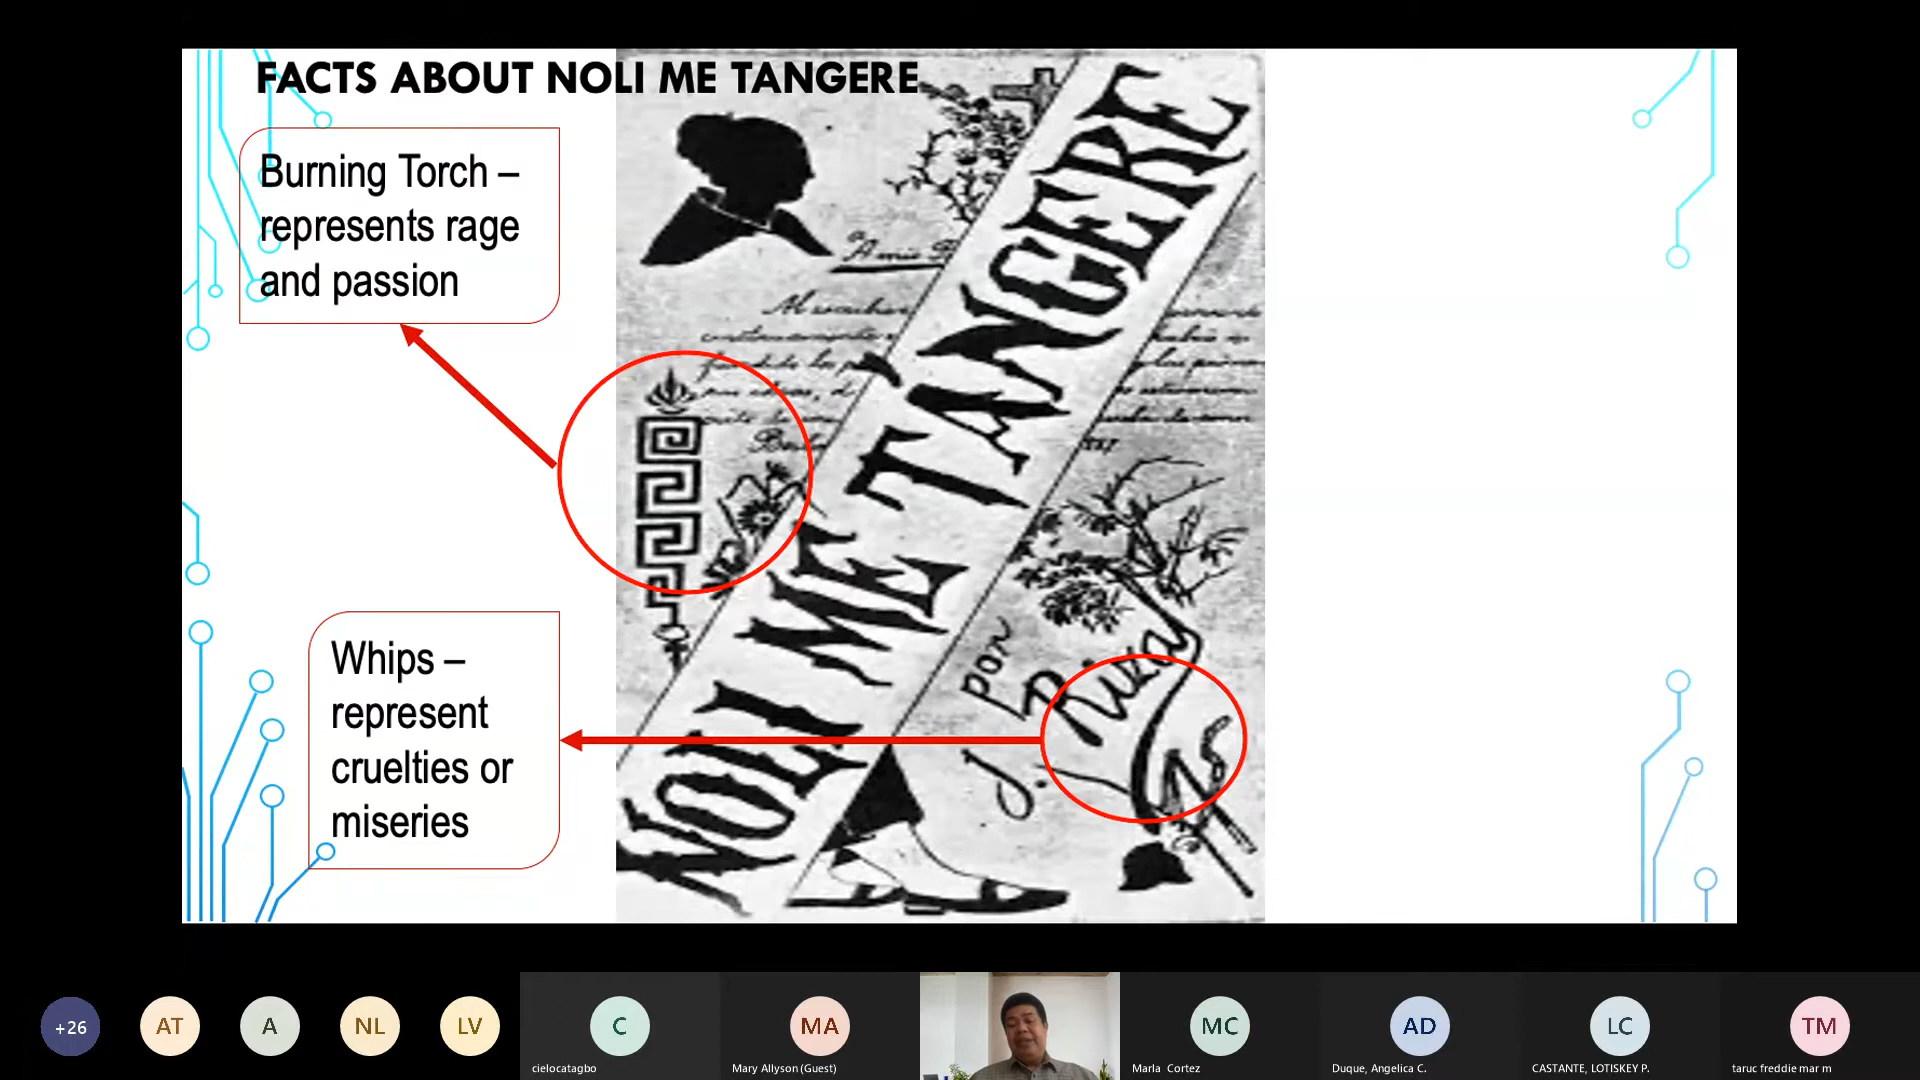 FACTS ABOUT NOLI ME TANGERE
Burning Torch –
represents rage
and passion
Whips –
represent
cruelties or
miseries
NOLI ME TÁNGERE
por
J. Rizal
+26
AT
A
NL
LV
C
cielocatagbo
MA
Mary Allyson (Guest)
MC
Marla Cortez
AD
Duque, Angelica C.
LC
CASTANTE, LOTISKEY P.
TM
taruc freddie mar m